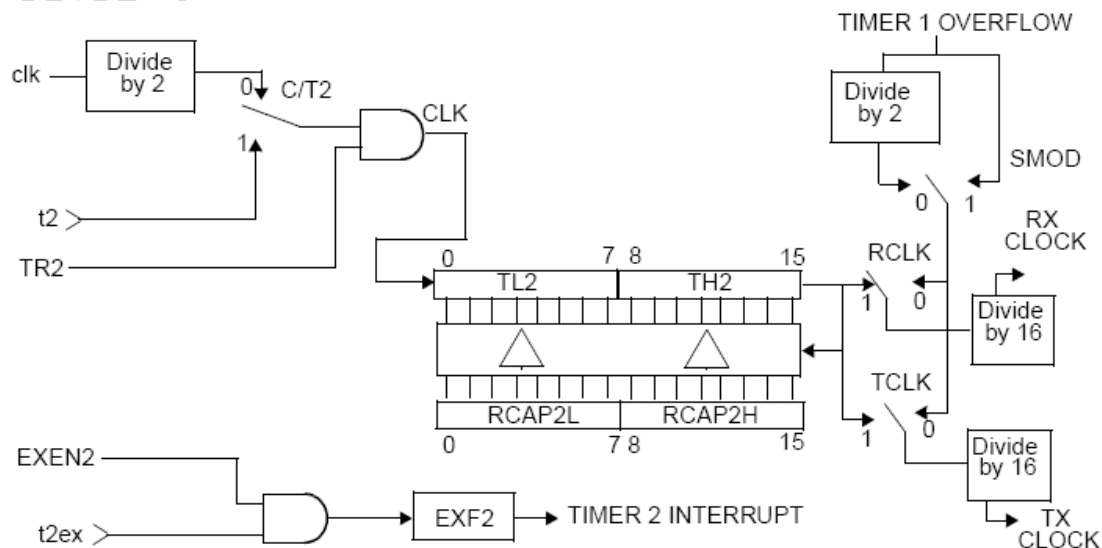 TIMER 1 OVERFLOW
clk
Divide
by 2
0
C/T2
1
CLK
t2
TR2
Divide
by 2
SMOD
0
1
RX
CLOCK
0
7
8
15
TL2
TH2
RCLK
1
0
Divide
by 16
RCAP2L
RCAP2H
0
7
8
15
TCLK
1
0
Divide
by 16
TX
CLOCK
EXEN2
t2ex
EXF2
TIMER 2 INTERRUPT